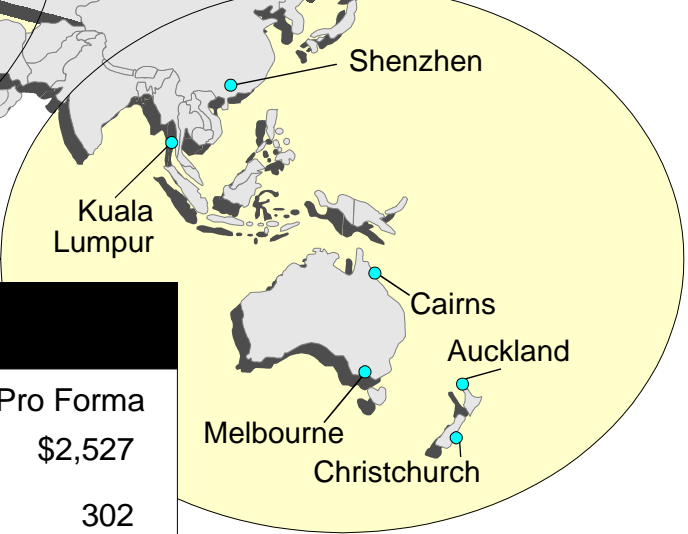 Shenzhen
Kuala
Lumpur
Cairns
Auckland
Melbourne
Christchurch
Pro Forma
$2,527
302